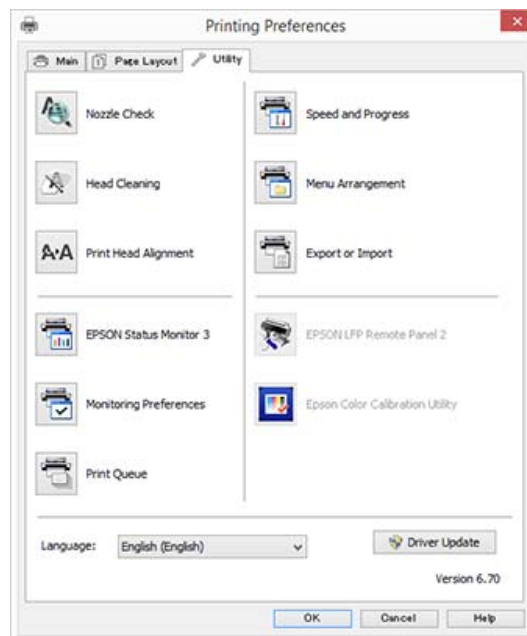 Printing Preferences
Main
Page Layout
Utility
Nozzle Check
Speed and Progress
Head Cleaning
Menu Arrangement
A·A
Print Head Alignment
Export or Import
EPSON Status Monitor 3
EPSON LFP Remote Panel 2
Monitoring Preferences
Epson Color Calibration Utility
Print Queue
Language:
English (English)
Driver Update
Version 6.70
OK
Cancel
Help